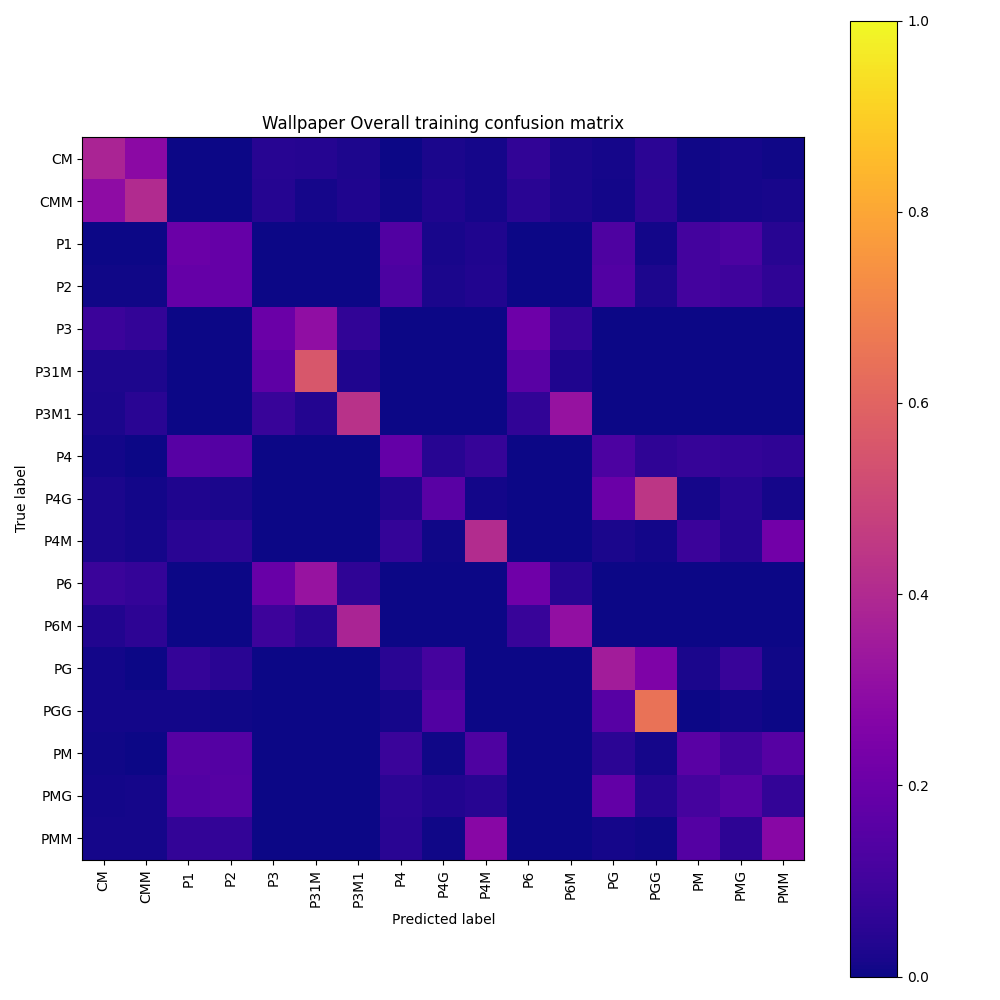 Wallpaper Overall training confusion matrix
True label
CM
CMM
P1
P2
P3
P31M
P3M1
P4
P4G
P4M
P6
P6M
PG
PGG
PM
PMG
PMM
CM CMM P1 P2 P3 P31M P3M1 P4 P4G P4M P6 P6M PG PGG PM PMG PMM
Predicted label
1.0
0.8
0.6
0.4
0.2
0.0